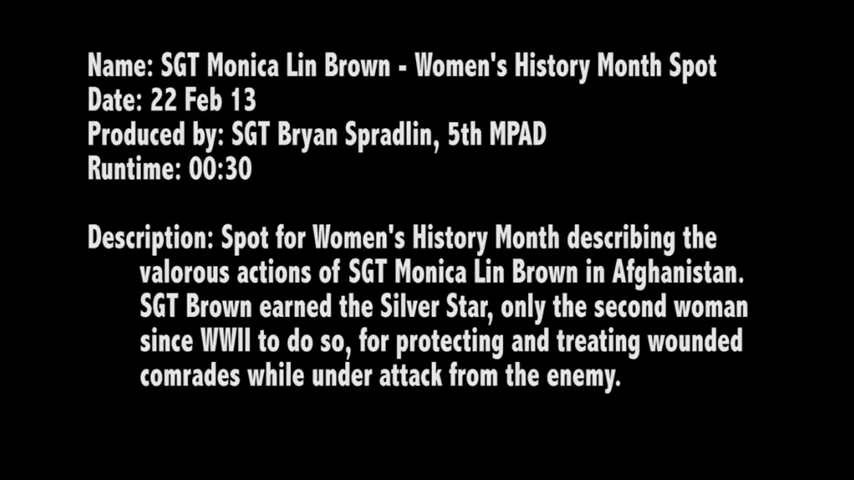 Name: SGT Monica Lin Brown - Women's History Month Spot
Date: 22 Feb 13
Produced by: SGT Bryan Spradlin, 5th MPAD
Runtime: 00:30
Description: Spot for Women's History Month describing the
valorous actions of SGT Monica Lin Brown in Afghanistan.
SGT Brown earned the Silver Star, only the second woman
since WWII to do so, for protecting and treating wounded
comrades while under attack from the enemy.